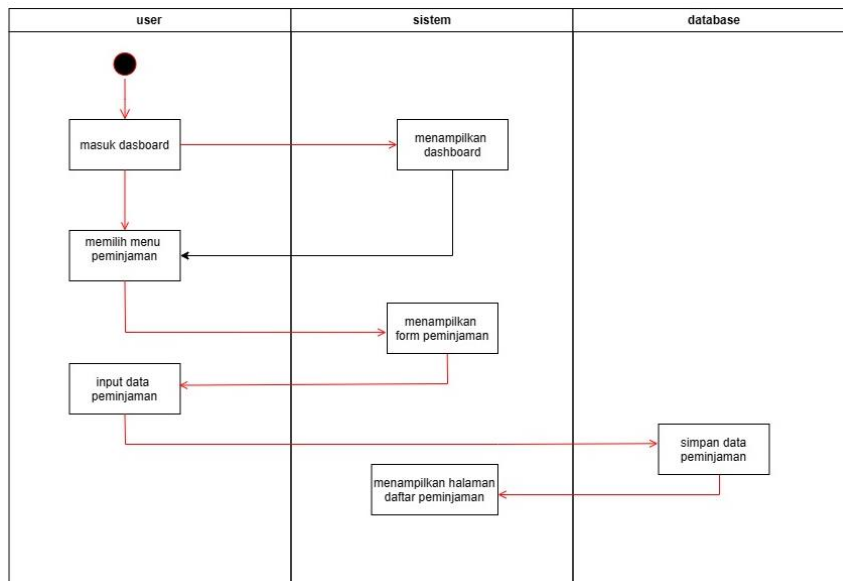 user
sistem
database
masuk dasboard
menampilkan
dashboard
memilih menu
peminjaman
menampilkan
form peminjaman
input data
peminjaman
simpan data
peminjaman
menampilkan halaman
daftar peminjaman